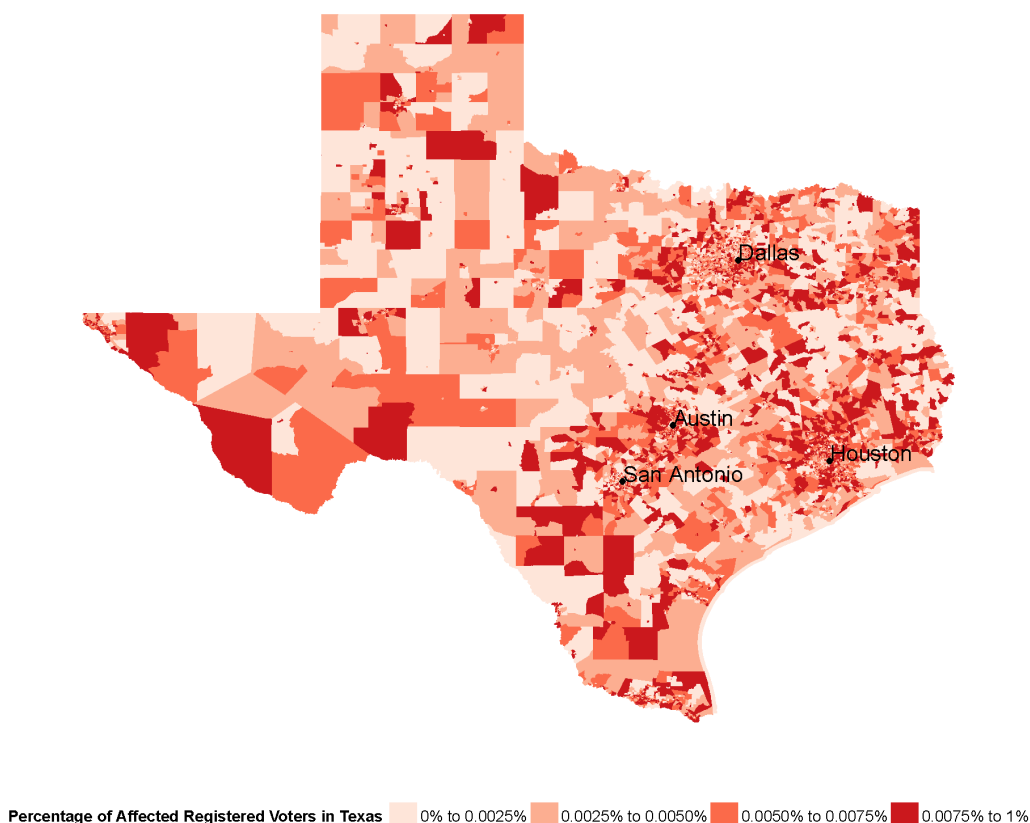 Dallas
Austin
Houston
San Antonio
Percentage of Affected Registered Voters in Texas 0% to 0.0025% 0.0025% to 0.0050% 0.0050% to 0.0075% 0.0075% to 1%